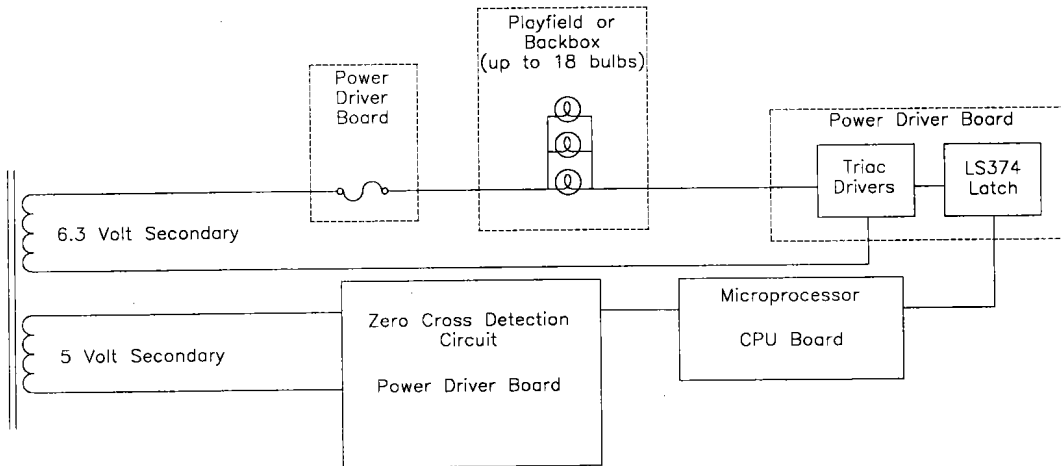 Playfield or
Backbox
(up to 18 bulbs)
Power
Driver
Board
Power Driver Board
Triac
Drivers
LS374
Latch
6.3 Volt Secondary
5 Volt Secondary
Zero Cross Detection
Circuit
Power Driver Board
Microprocessor
CPU Board